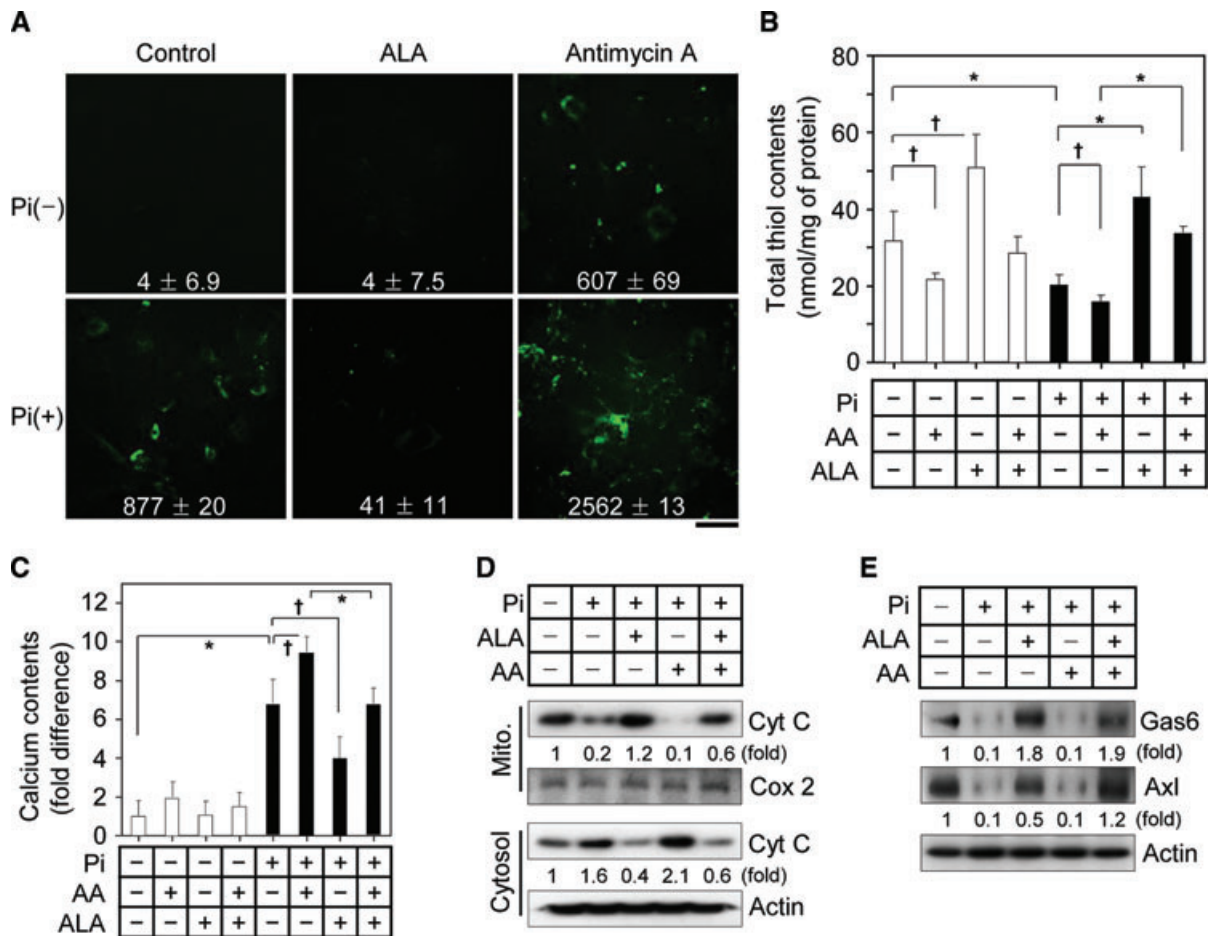 A
Control ALA Antimycin A
Pi(−)
4 ± 6.9 4 ± 7.5 607 ± 69
Pi(+)
877 ± 20 41 ± 11 2562 ± 13
B
Total thiol contents
(nmol/mg of protein)
80
60
40
20
0
* * * † † †
Pi − − − − + + + +
AA − + − + − + − +
ALA − − + + − − + +
C
Calcium contents
(fold difference)
12
10
8
6
4
2
0
* † † *
Pi − − − − + + + +
AA − + − + − + − +
ALA − − + + − − + +
D
Pi − + + + +
ALA − − + − +
AA − − − + +
Mito.
Cyt C
1 0.2 1.2 0.1 0.6 (fold)
Cox 2
Cytosol
Cyt C
1 1.6 0.4 2.1 0.6 (fold)
Actin
E
Pi − + + + +
ALA − − + − +
AA − − − + +
Gas6
1 0.1 1.8 0.1 1.9 (fold)
Axl
1 0.1 0.5 0.1 1.2 (fold)
Actin